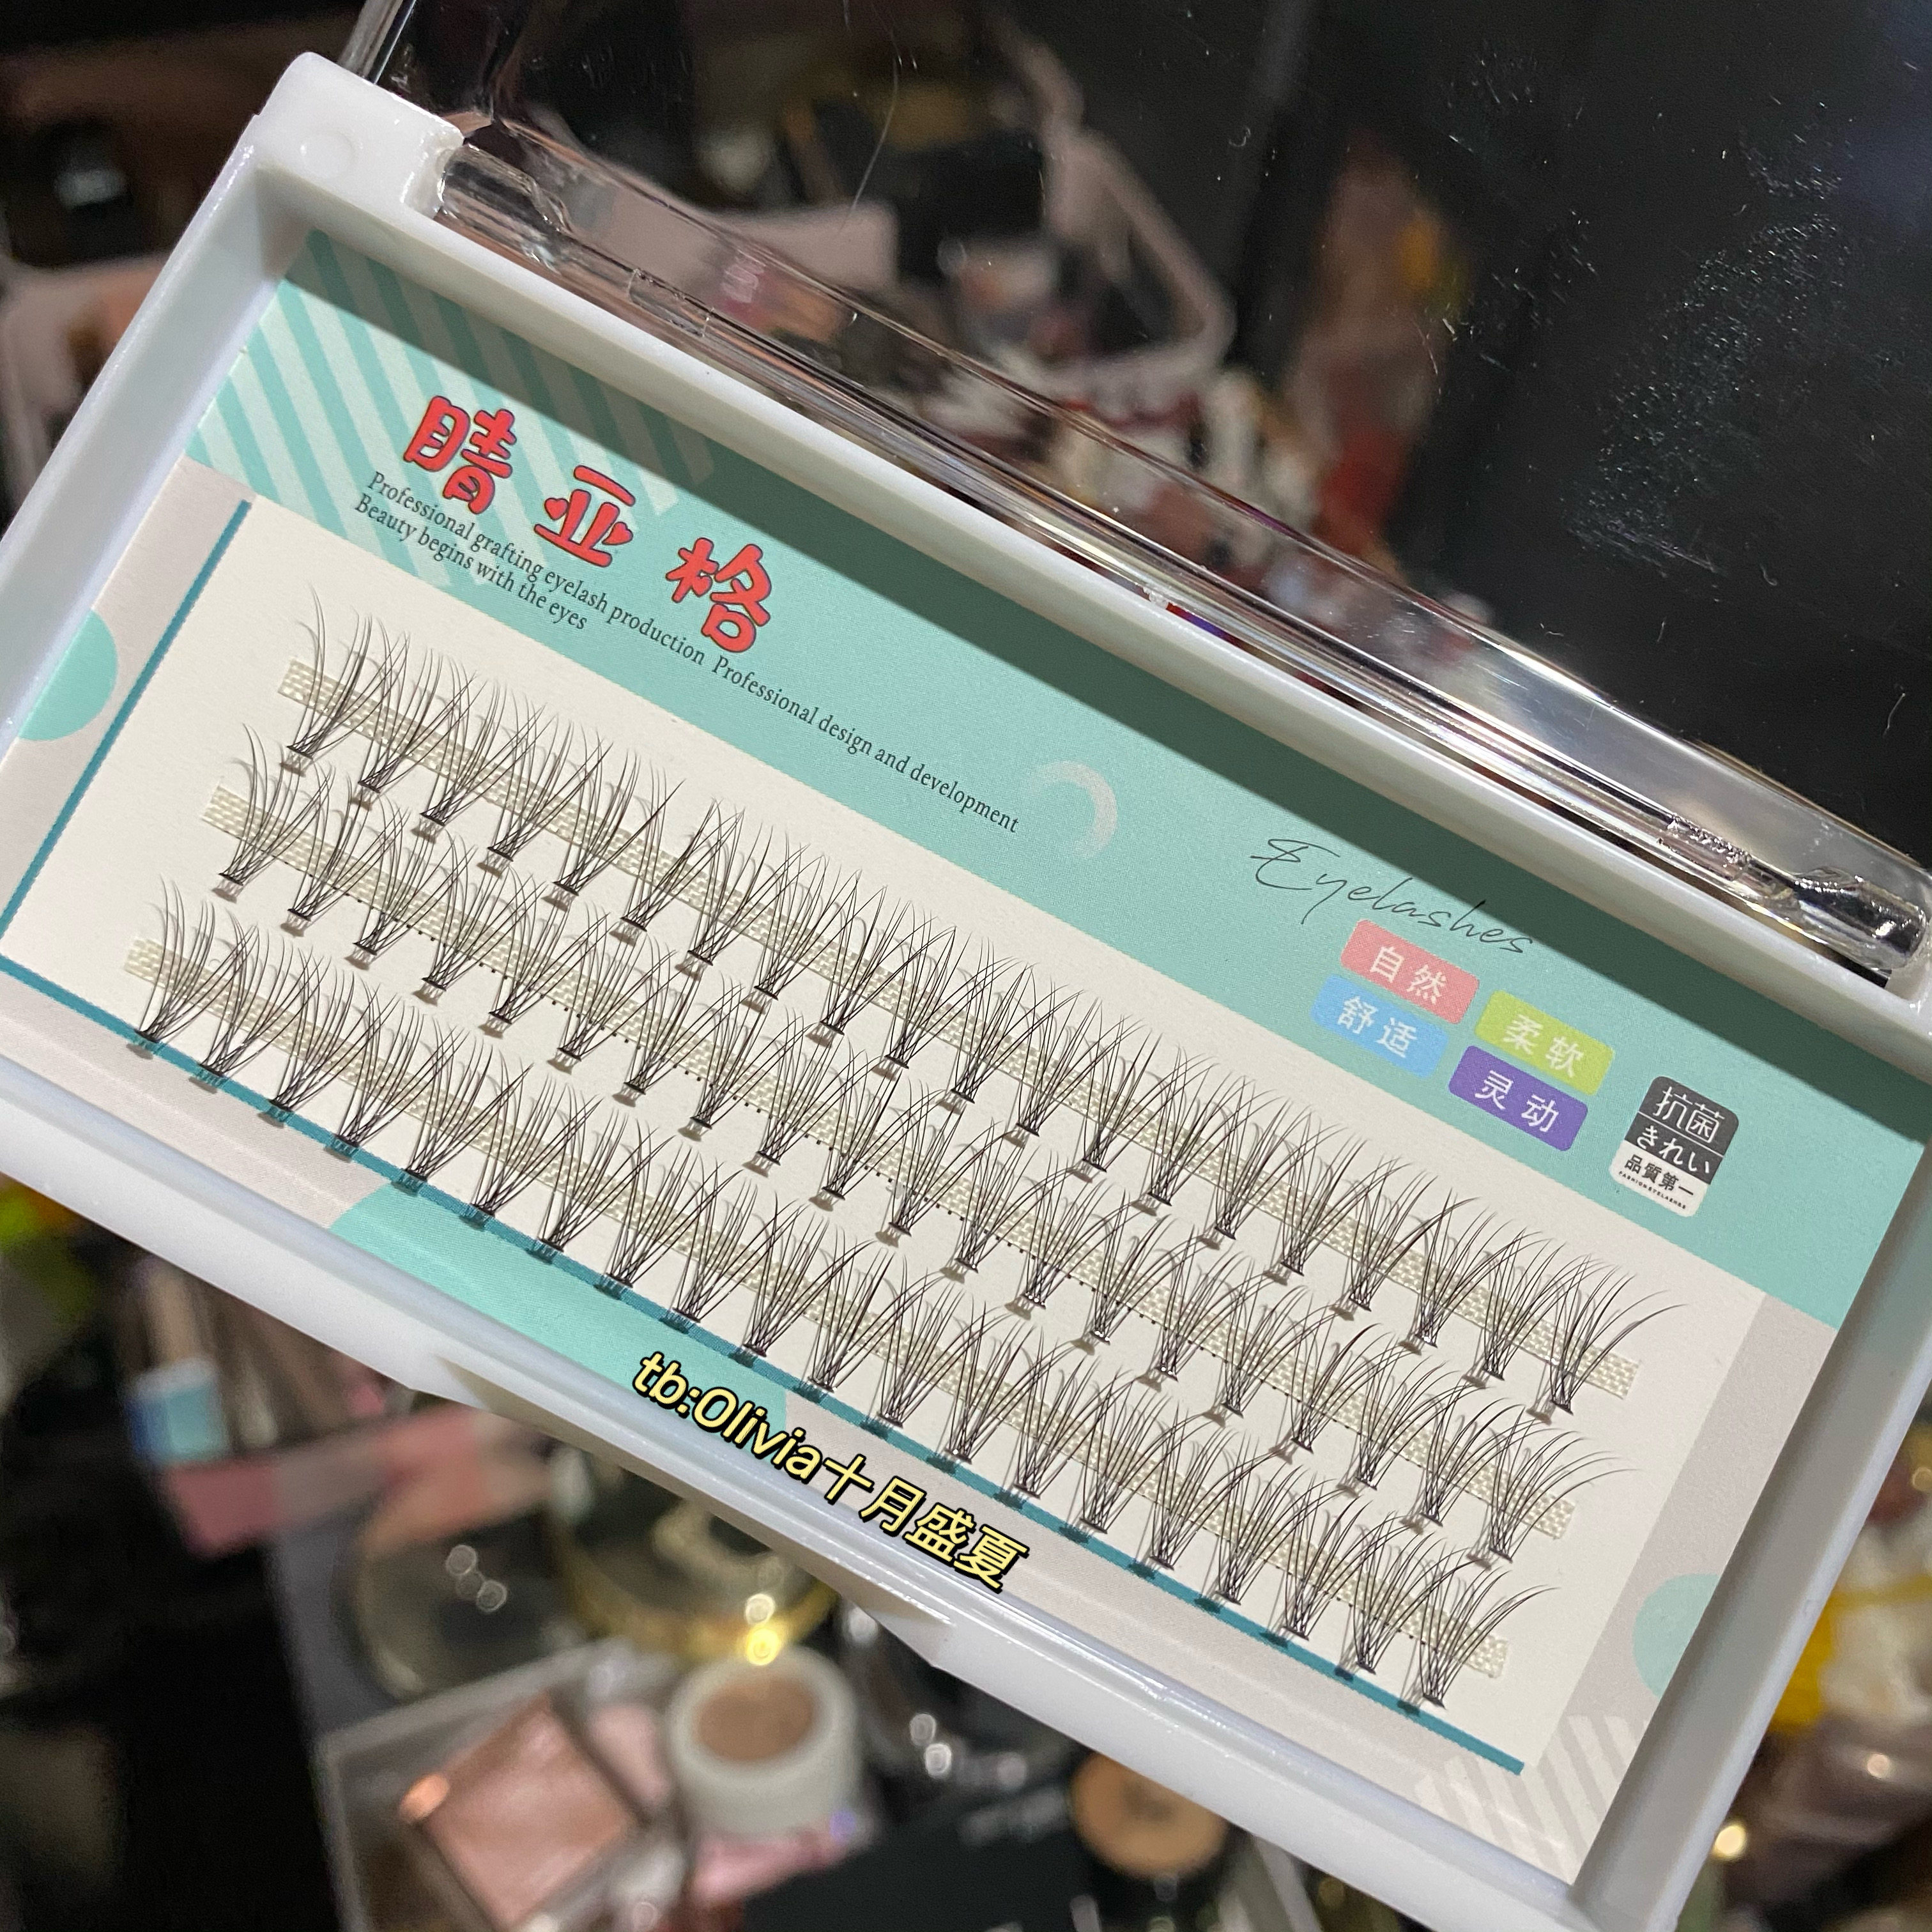 睛亚格
Professional grafting eyelash production Professional design and development
Beauty begins with the eyes
Eyelashes
自然
柔软
舒适
灵动
抗菌
きれい
品質第一
FASHION EYELASHES
tb:Olivia十月盛夏